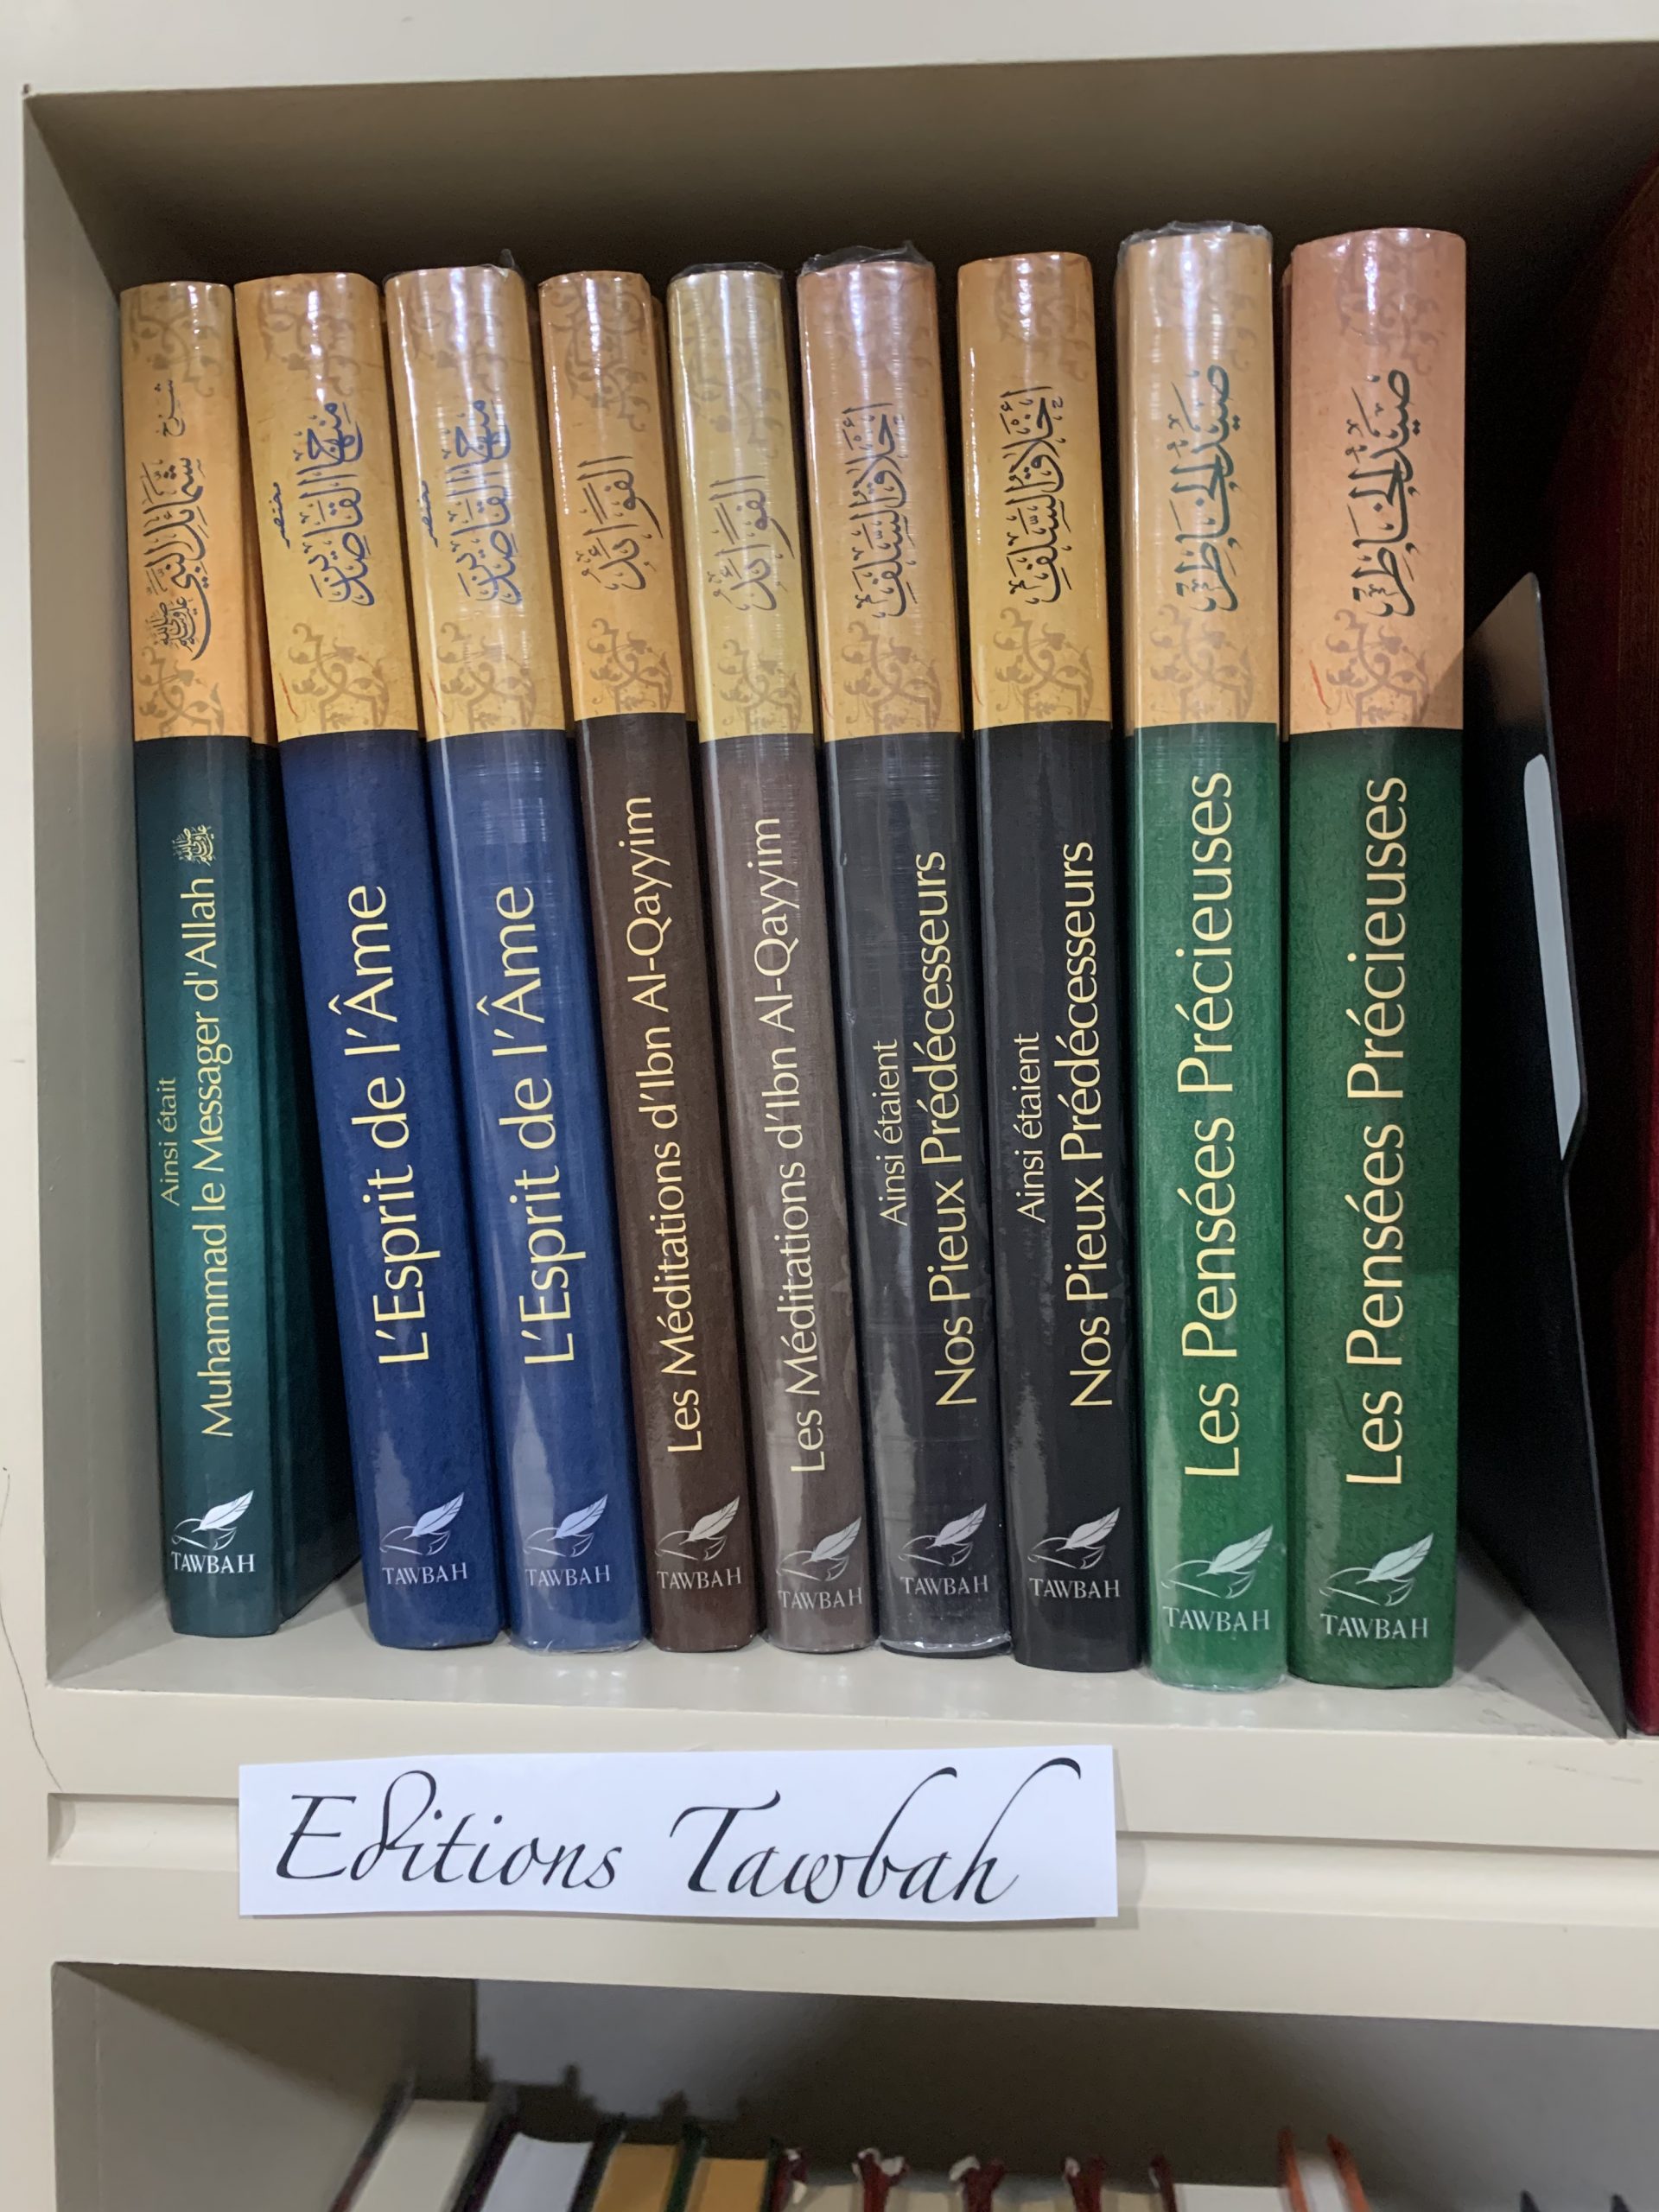 شرح
شمائل النبي ﷺ
Ainsi était
Muhammad le Messager d'Allah ﷺ
TAWBAH
مختصر
منهاج القاصدين
L'Esprit de l'Âme
TAWBAH
مختصر
منهاج القاصدين
L'Esprit de l'Âme
TAWBAH
الفوائد
Les Méditations d'Ibn Al-Qayyim
TAWBAH
الفوائد
Les Méditations d'Ibn Al-Qayyim
TAWBAH
أخلاق السلف
Ainsi étaient
Nos Pieux Prédécesseurs
TAWBAH
أخلاق السلف
Ainsi étaient
Nos Pieux Prédécesseurs
TAWBAH
صيد الخاطر
Les Pensées Précieuses
TAWBAH
صيد الخاطر
Les Pensées Précieuses
TAWBAH
Editions Tawbah